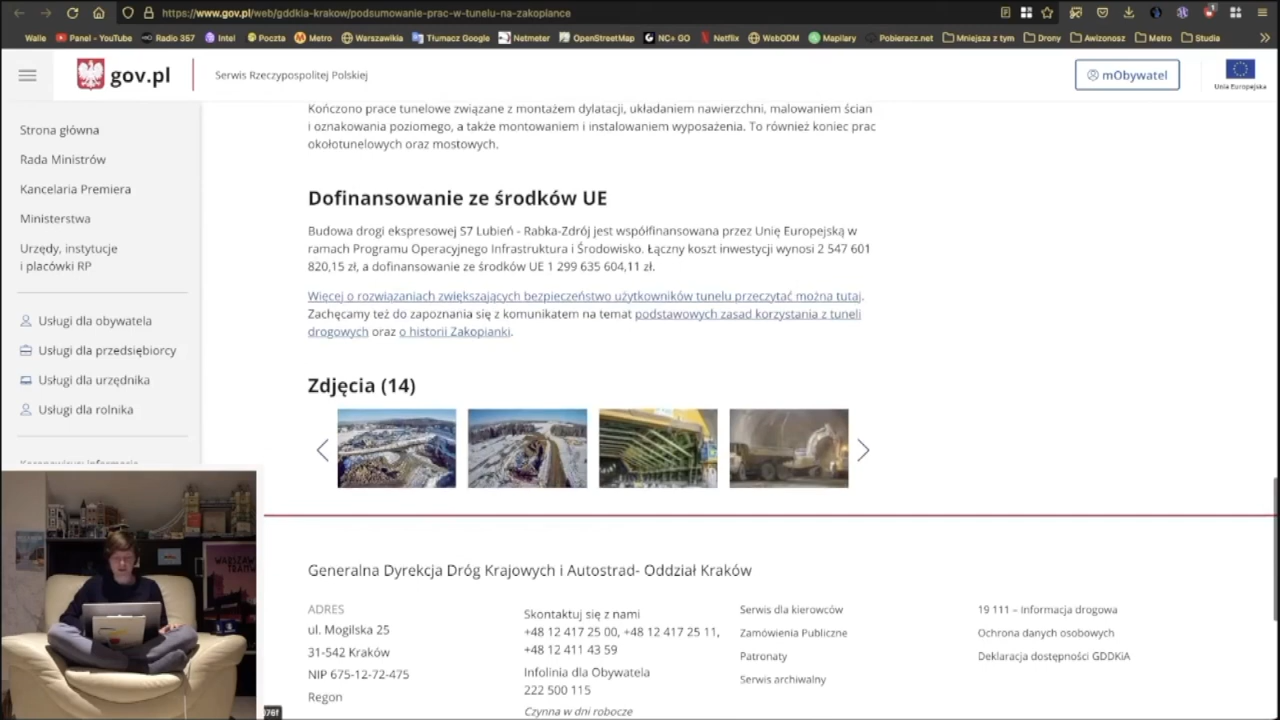 https://www.gov.pl/web/gddkia-krakow/podsumowanie-prac-w-tunelu-na-zakopiance
Walle Panel - YouTube Radio 357 Intel Poczta Metro Warszawikia Tłumacz Google Netmeter OpenStreetMap NC+ GO Netflix WebODM Mapilary Pobieracz.net Mniejsza z tym Drony Awizonosz Metro Studia
gov.pl
Serwis Rzeczypospolitej Polskiej
mObywatel
Unia Europejska
Strona główna
Rada Ministrów
Kancelaria Premiera
Ministerstwa
Urzędy, instytucje
i placówki RP
Usługi dla obywatela
Usługi dla przedsiębiorcy
Usługi dla urzędnika
Usługi dla rolnika
Kończono prace tunelowe związane z montażem dylatacji, układaniem nawierzchni, malowaniem ścian
i oznakowania poziomego, a także montowaniem i instalowaniem wyposażenia. To również koniec prac
okołotunelowych oraz mostowych.
Dofinansowanie ze środków UE
Budowa drogi ekspresowej S7 Lubień - Rabka-Zdrój jest współfinansowana przez Unię Europejską w
ramach Programu Operacyjnego Infrastruktura i Środowisko. Łączny koszt inwestycji wynosi 2 547 601
820,15 zł, a dofinansowanie ze środków UE 1 299 635 604,11 zł.
Więcej o rozwiązaniach zwiększających bezpieczeństwo użytkowników tunelu przeczytać można tutaj.
Zachęcamy też do zapoznania się z komunikatem na temat podstawowych zasad korzystania z tuneli
drogowych oraz o historii Zakopianki.
Zdjęcia (14)
Generalna Dyrekcja Dróg Krajowych i Autostrad- Oddział Kraków
ADRES
ul. Mogilska 25
31-542 Kraków
NIP 675-12-72-475
Regon
Skontaktuj się z nami
+48 12 417 25 00, +48 12 417 25 11,
+48 12 411 43 59
Infolinia dla Obywatela
222 500 115
Czynna w dni robocze
Serwis dla kierowców
Zamówienia Publiczne
Patronaty
Serwis archiwalny
19 111 – Informacja drogowa
Ochrona danych osobowych
Deklaracja dostępności GDDKiA